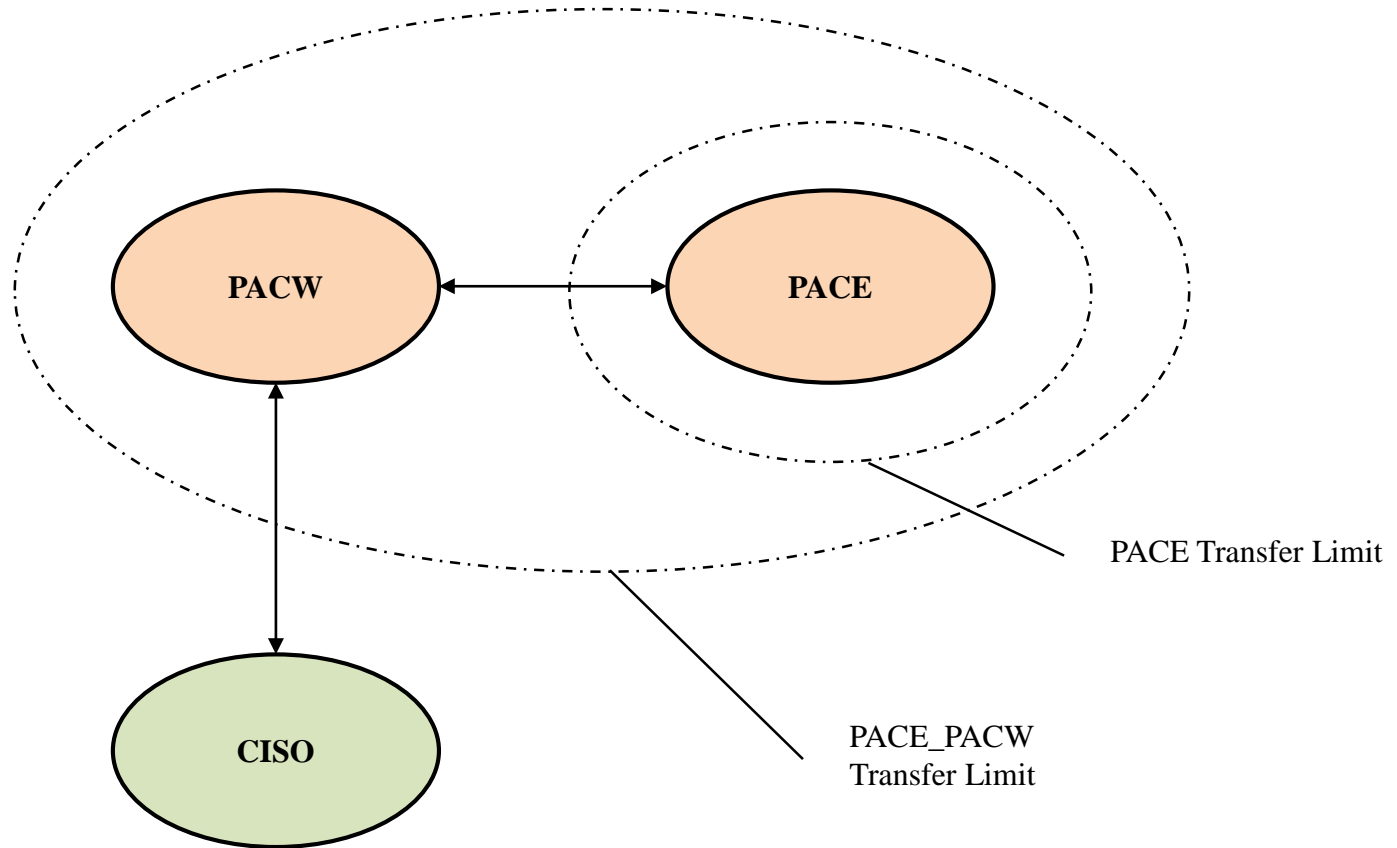 PACW
PACE
PACE Transfer Limit
PACE_PACW
Transfer Limit
CISO